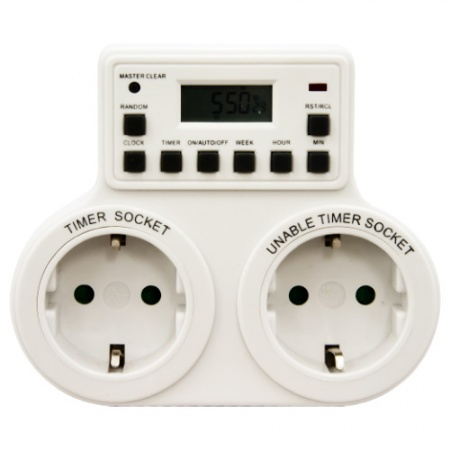 MASTER CLEAR
RANDOM
RST/RCL
CLOCK TIMER ON/AUTO/OFF WEEK HOUR MIN
TIMER SOCKET
UNABLE TIMER SOCKET